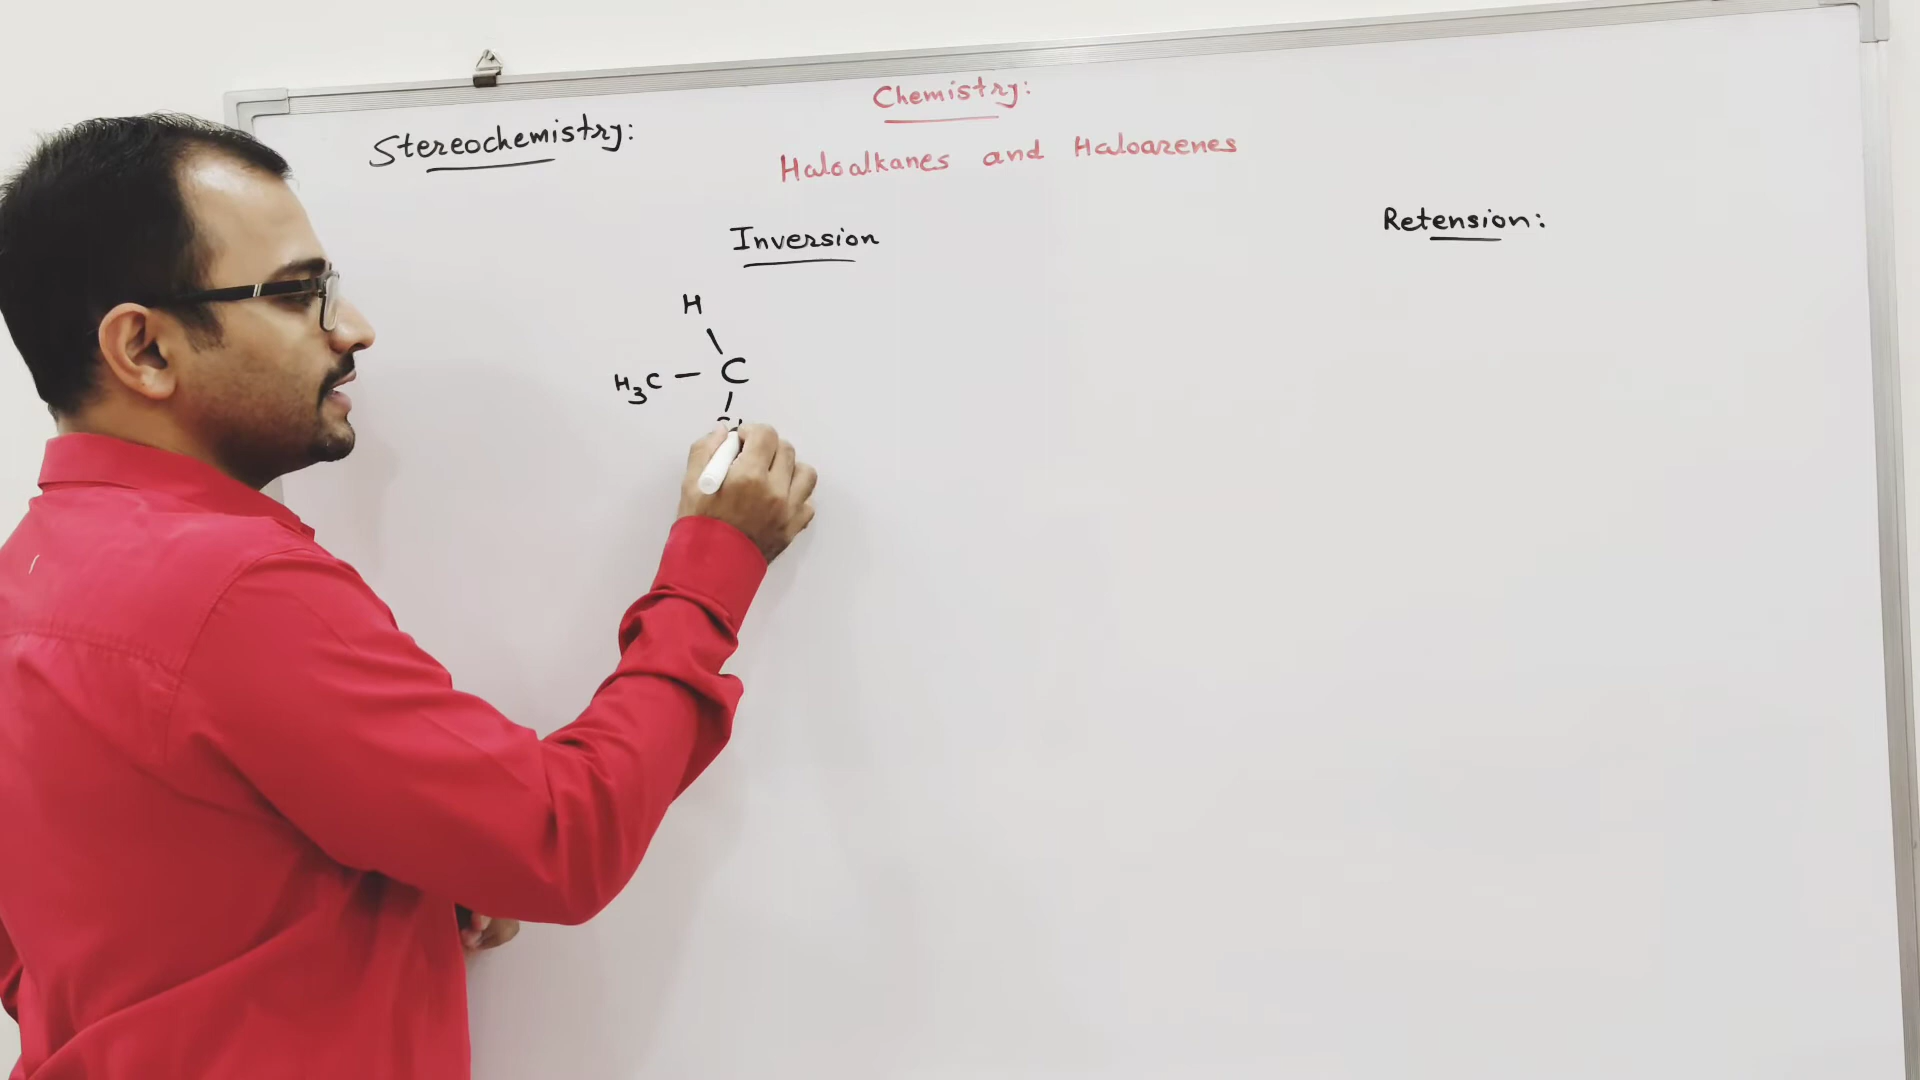 Chemistry:
Stereochemistry:
Haloalkanes and Haloarenes
Inversion
Retension:
H
H3C - C